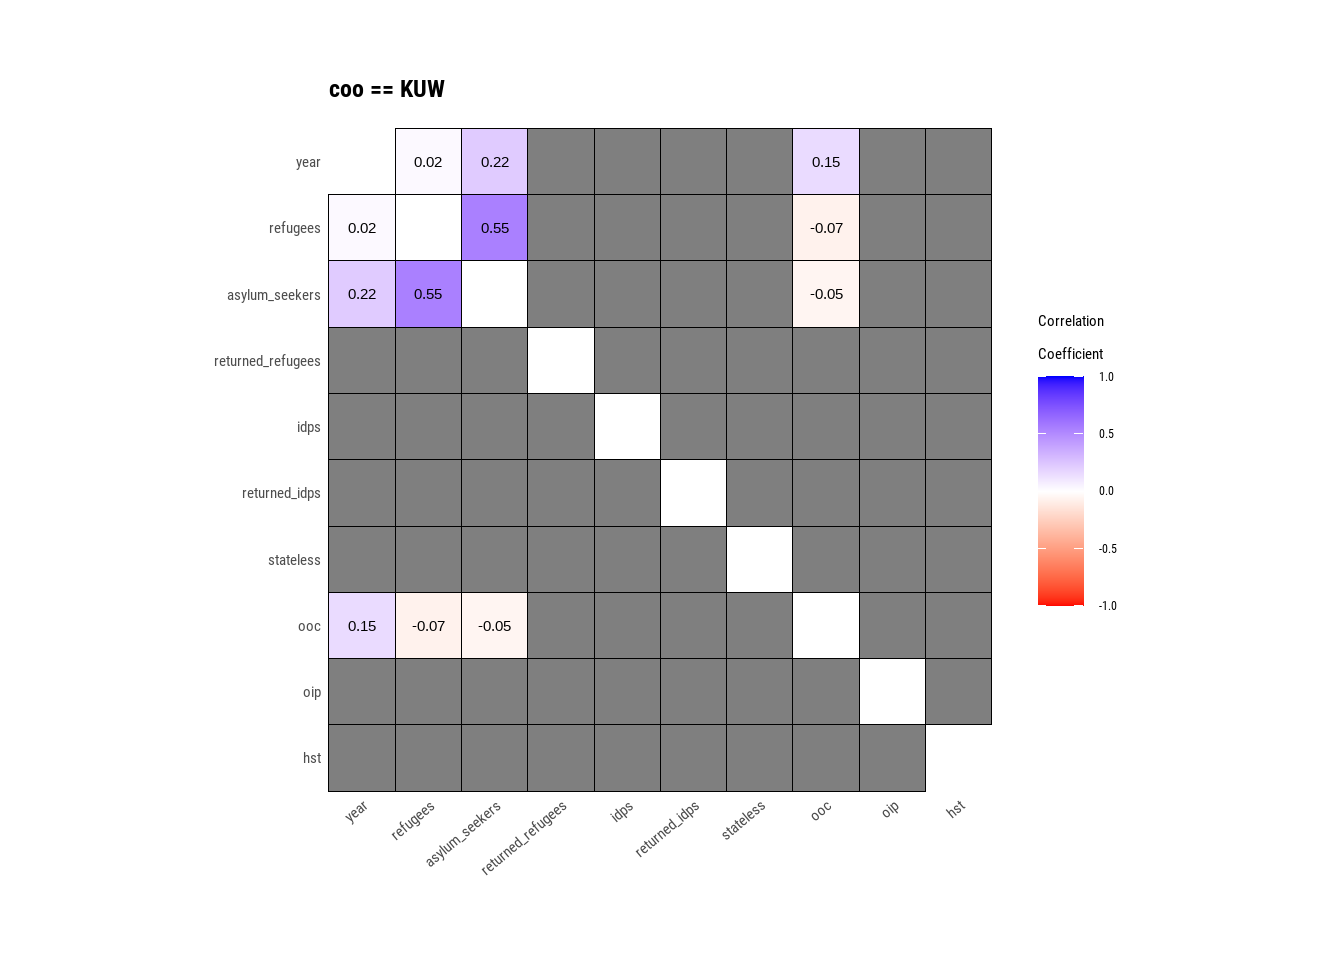 coo == KUW
year 0.02 0.22 0.15
refugees 0.02 0.55 -0.07
asylum_seekers 0.22 0.55 -0.05
returned_refugees
idps
returned_idps
stateless
ooc 0.15 -0.07 -0.05
oip
hst
year refugees asylum_seekers returned_refugees idps returned_idps stateless ooc oip hst
Correlation
Coefficient
1.0
0.5
0.0
-0.5
-1.0